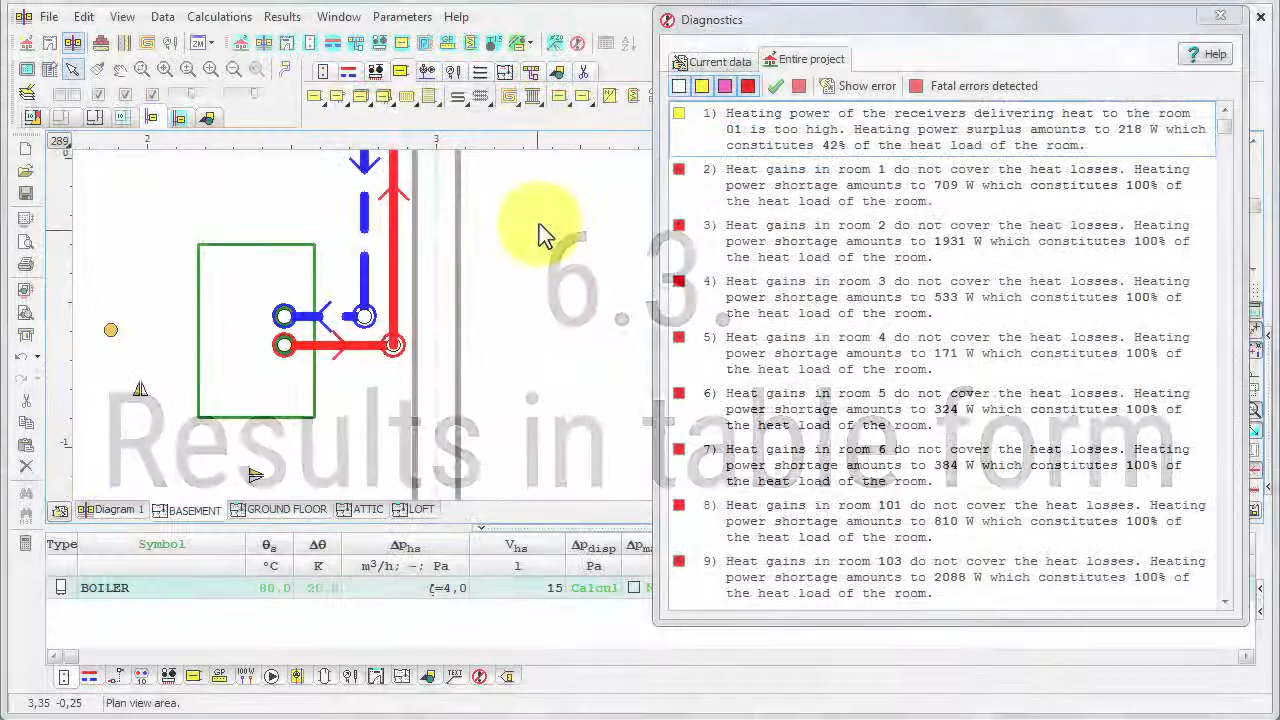 File Edit View Data Calculations Results Window Parameters Help
Diagnostics
Current data
Entire project
Help
Show error
Fatal errors detected
289
2
3
0
-1
1) Heating power of the receivers delivering heat to the room
01 is too high. Heating power surplus amounts to 218 W which
constitutes 42% of the heat load of the room.
2) Heat gains in room 1 do not cover the heat losses. Heating
power shortage amounts to 709 W which constitutes 100% of
the heat load of the room.
3) Heat gains in room 2 do not cover the heat losses. Heating
power shortage amounts to 1931 W which constitutes 100% of
the heat load of the room.
4) Heat gains in room 3 do not cover the heat losses. Heating
power shortage amounts to 533 W which constitutes 100% of
the heat load of the room.
5) Heat gains in room 4 do not cover the heat losses. Heating
power shortage amounts to 171 W which constitutes 100% of
the heat load of the room.
6) Heat gains in room 5 do not cover the heat losses. Heating
power shortage amounts to 324 W which constitutes 100% of
the heat load of the room.
7) Heat gains in room 6 do not cover the heat losses. Heating
power shortage amounts to 384 W which constitutes 100% of
the heat load of the room.
8) Heat gains in room 101 do not cover the heat losses. Heating
power shortage amounts to 810 W which constitutes 100% of
the heat load of the room.
9) Heat gains in room 103 do not cover the heat losses. Heating
power shortage amounts to 2088 W which constitutes 100% of
the heat load of the room.
6.3.
Results in table form
Diagram 1 BASEMENT GROUND FLOOR ATTIC LOFT
Type Symbol θs Δθ Δphs Vhs Δpdisp
°C K m³/h; –; Pa l Pa
BOILER 80,0 ζ=4,0 15 Calcul
3,35 -0,25 Plan view area.